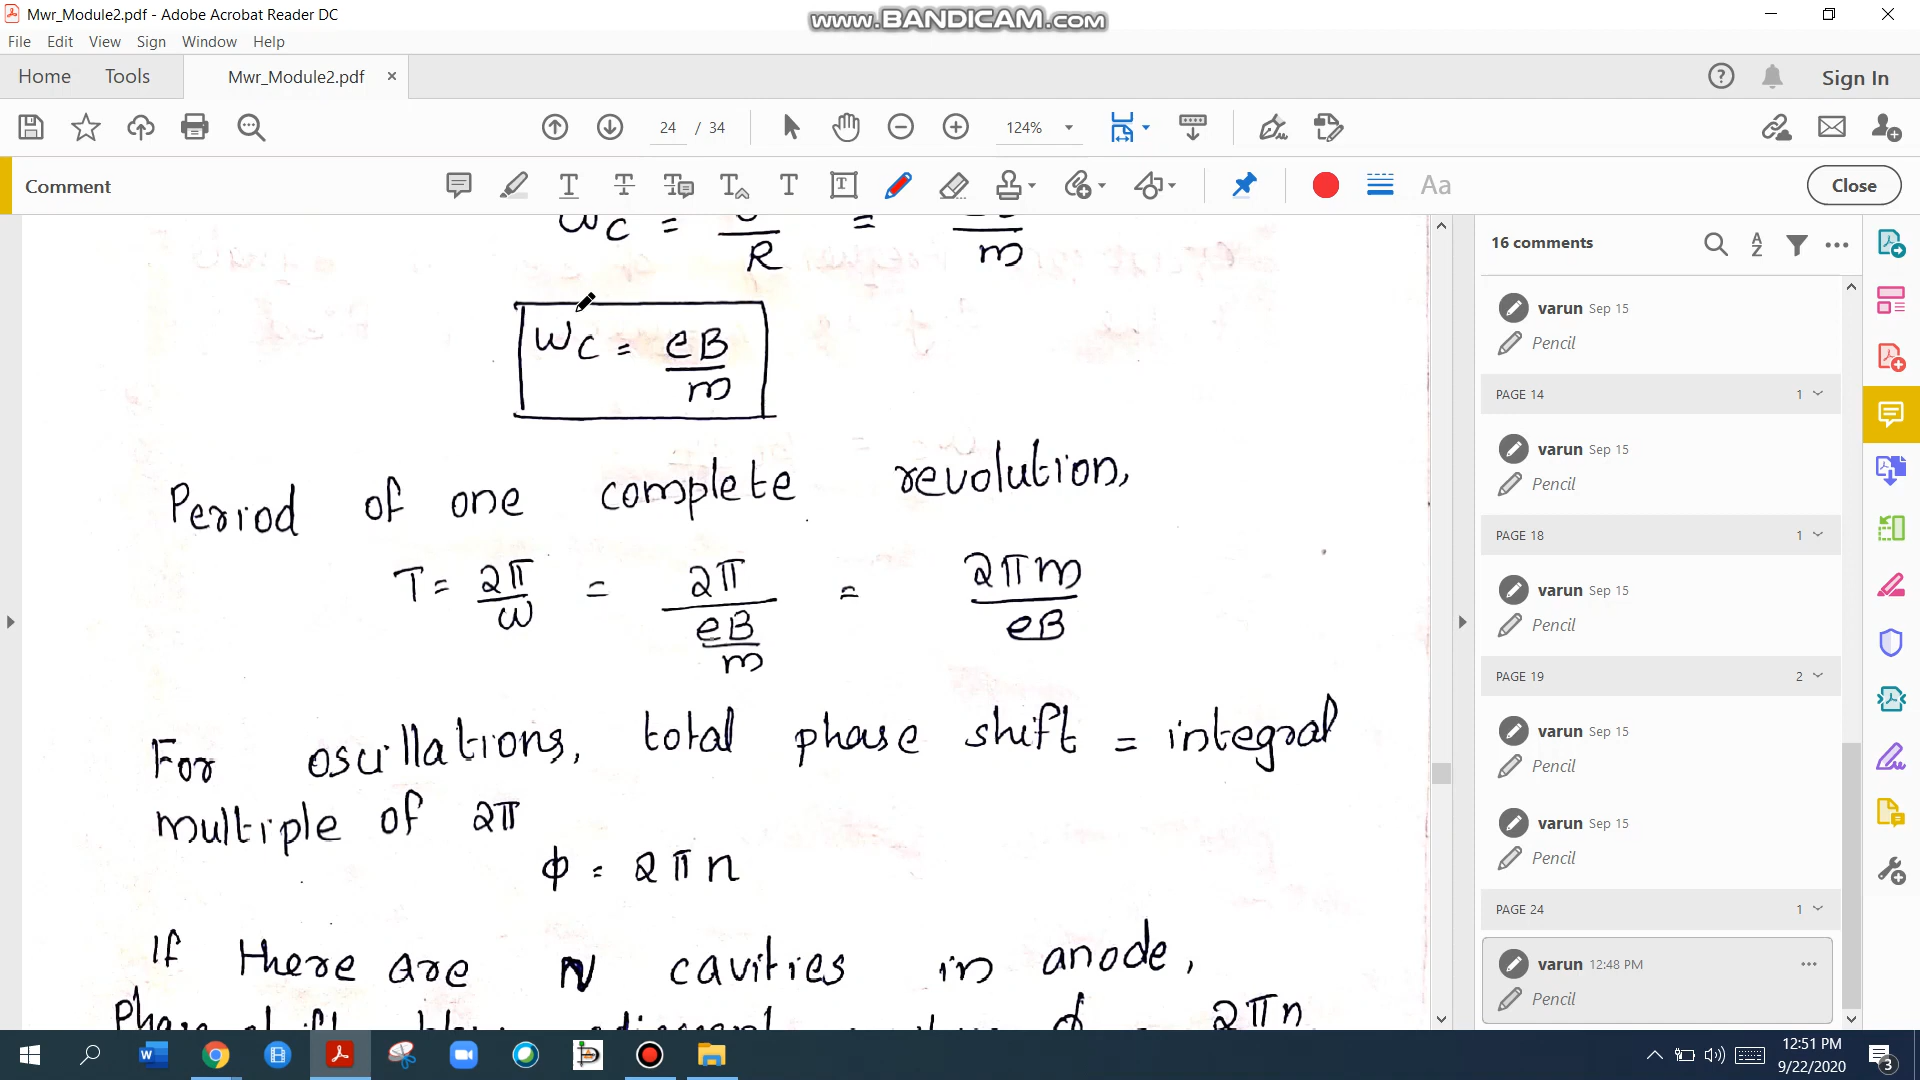 Mwr_Module2.pdf - Adobe Acrobat Reader DC
www.BANDICAM.com
File Edit View Sign Window Help
Home Tools Mwr_Module2.pdf × Sign In
24 / 34 124%
Comment Close
ωc = R = m
ωc = eB
m
Period of one complete revolution,
T = 2π = 2π = 2πm
ω eB eB
m
For oscillations, total phase shift = integral
multiple of 2π
φ = 2πn
If there are N cavities in anode,
Phase
φ 2πn
16 comments
varun Sep 15
Pencil
PAGE 14 1
varun Sep 15
Pencil
PAGE 18 1
varun Sep 15
Pencil
PAGE 19 2
varun Sep 15
Pencil
varun Sep 15
Pencil
PAGE 24 1
varun 12:48 PM
Pencil
12:51 PM
9/22/2020
3